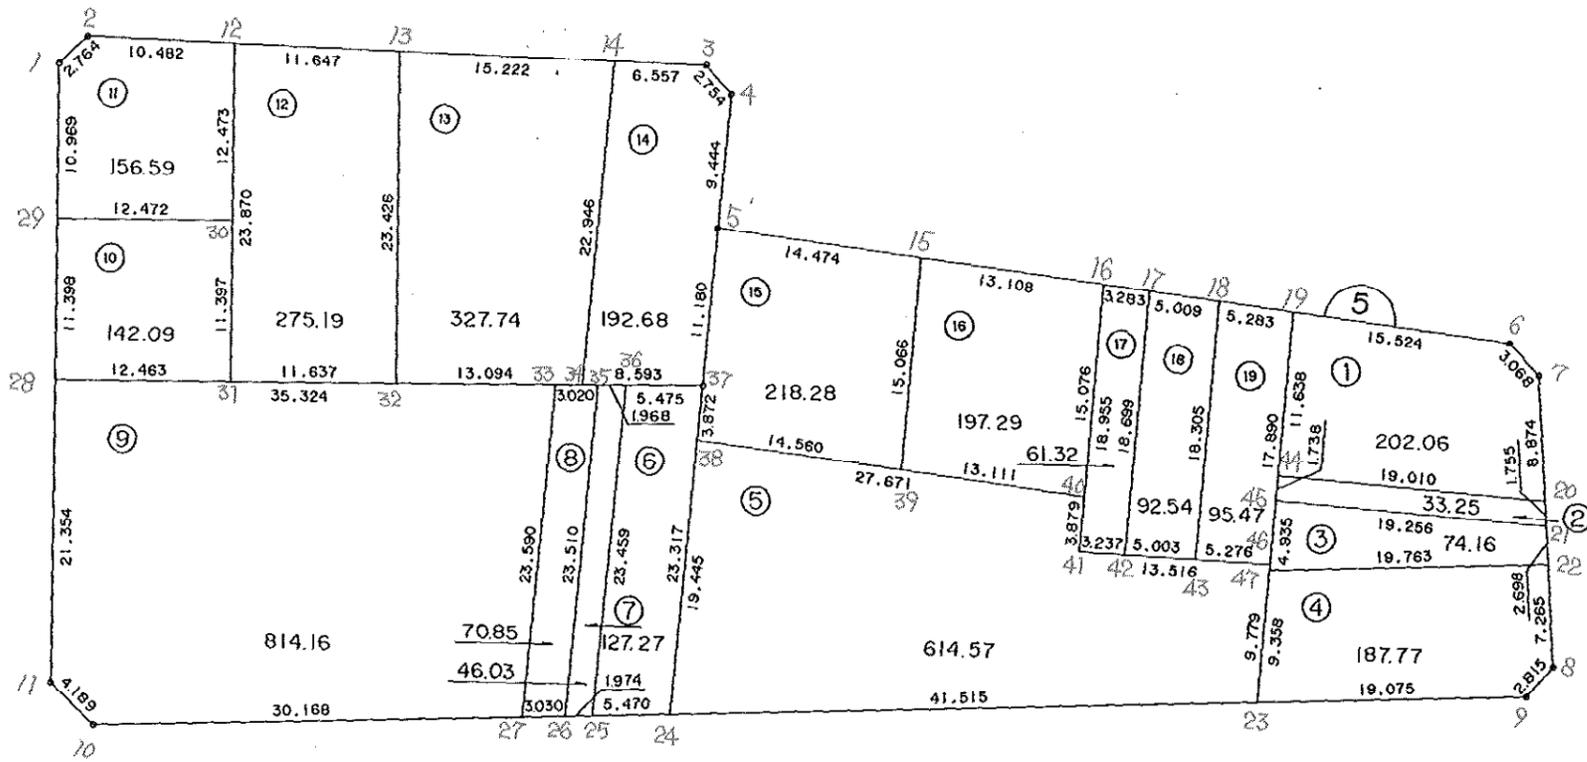 2 12 13 14 3
1 2.764 10.482 11.647 15.222 6.557 2.754 4
⑪ ⑫ ⑬ ⑭
10.969 12.473 9.444
156.59
29 12.472 30 23.870 23.426 22.946 5
14.474 15 13.108 16 3.283 17 5.009 18 5.283 19 ⑤ 15.524 6 3.068 7
⑩ ⑮ ⑯ ⑰ ⑱ ⑲ ①
11.398 11.397 11.180 15.066 15.076 18.955 18.699 18.305 17.890 11.638 1.738 1.755 8.874
142.09 275.19 327.74 192.68
28 12.463 31 11.637 32 13.094 33 34 35 36 8.593 37
35.324 3.020 1.968 5.475 3.872
218.28 197.29 202.06
14.560 38 27.671 39 13.111 40 61.32
44 19.010 20
⑨ ⑧ ⑥ ⑤
92.54 95.47 45 33.25 ②
19.256 21
46 4.935 ③ 74.16
3.879 41 3.237 42 5.003 43 5.276 47 19.763 22
13.516
21.354 23.590 23.510 23.459 23.317 19.445
2.698 7.265
⑦ ④
70.85 127.27
814.16 614.57 9.779 9.358 187.77
46.03 1.974
11 4.189 8 2.815
30.168 3.030 5.470 41.515 19.075
10 27 26 25 24 23 9